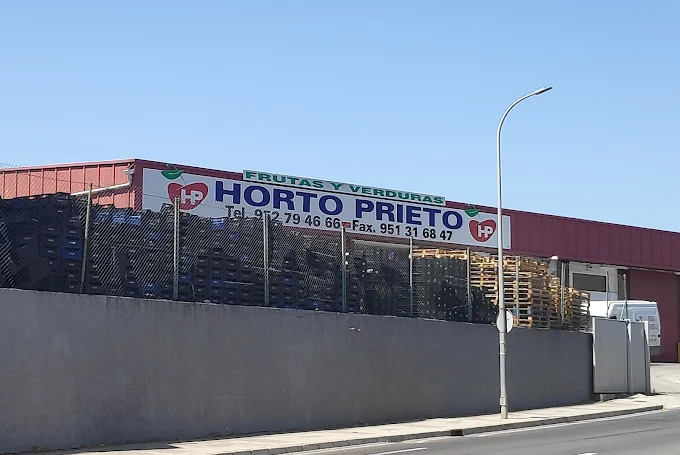 FRUTAS Y VERDURAS
HP HORTO PRIETO HP
Tel. 952 79 46 66 - Fax. 951 31 68 47